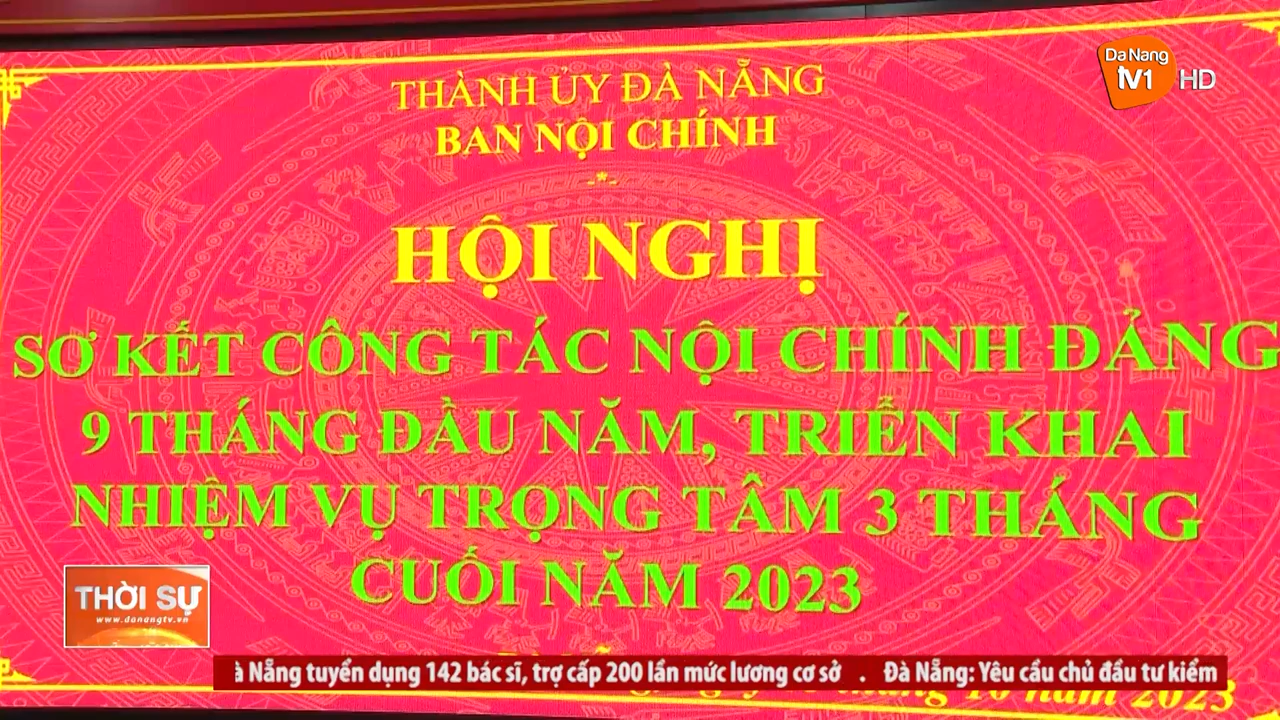 Da Nang
TV1 HD
THÀNH ỦY ĐÀ NẴNG
BAN NỘI CHÍNH
-*-
HỘI NGHỊ
SƠ KẾT CÔNG TÁC NỘI CHÍNH ĐẢNG
9 THÁNG ĐẦU NĂM, TRIỄN KHAI
NHIỆM VỤ TRỌNG TÂM 3 THÁNG
CUỐI NĂM 2023
THỜI SỰ
www.danangtv.vn
à Nẵng tuyển dụng 142 bác sĩ, trợ cấp 200 lần mức lương cơ sở . Đà Nẵng: Yêu cầu chủ đầu tư kiểm
10 năm 2023